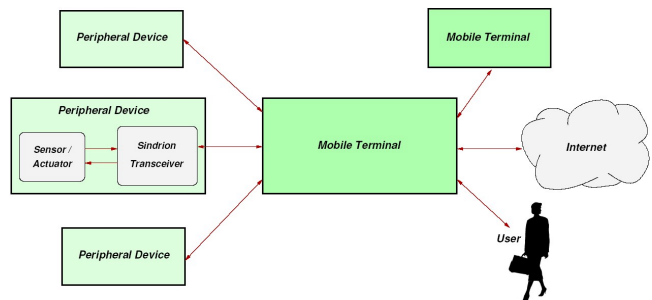 Peripheral Device
Mobile Terminal
Peripheral Device
Sensor /
Actuator
Sindrion
Transceiver
Mobile Terminal
Internet
User
Peripheral Device